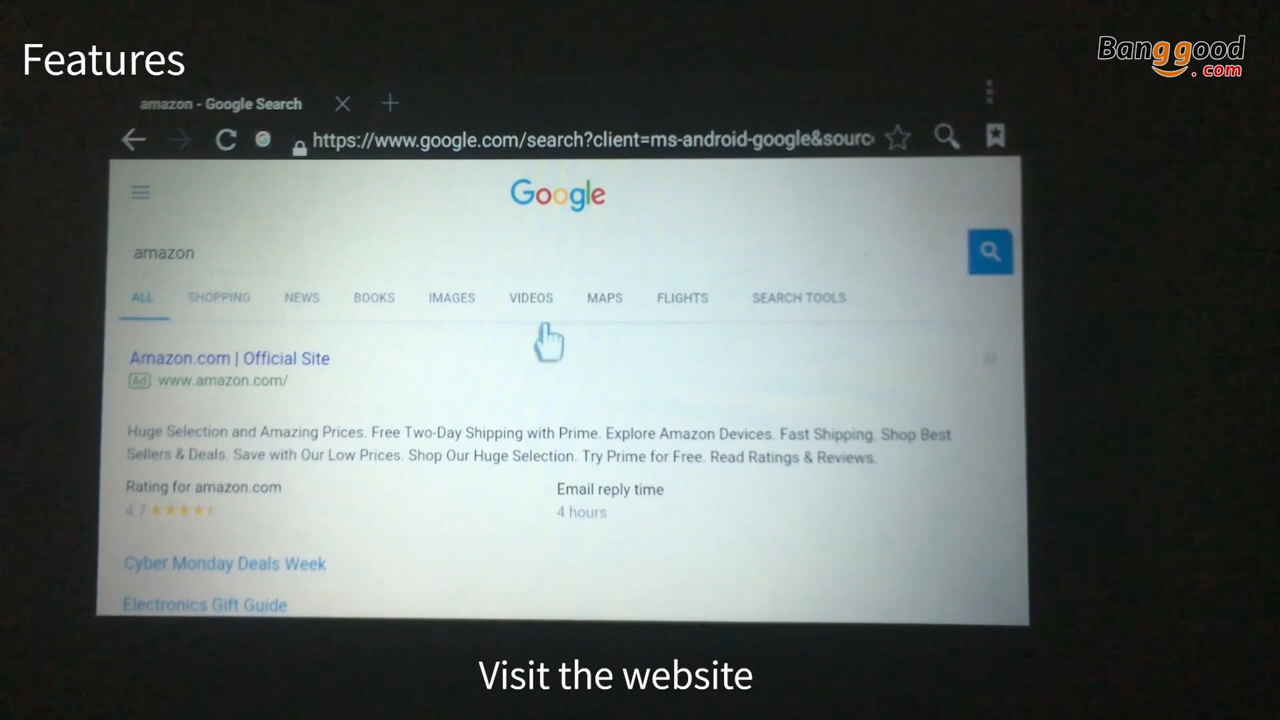 Features
Banggood
.com
amazon - Google Search
https://www.google.com/search?client=ms-android-google&sourc
Google
amazon
ALL SHOPPING NEWS BOOKS IMAGES VIDEOS MAPS FLIGHTS SEARCH TOOLS
Amazon.com | Official Site
Ad www.amazon.com/
Huge Selection and Amazing Prices. Free Two-Day Shipping with Prime. Explore Amazon Devices. Fast Shipping. Shop Best
Sellers & Deals. Save with Our Low Prices. Shop Our Huge Selection. Try Prime for Free. Read Ratings & Reviews.
Rating for amazon.com Email reply time
4.7 4 hours
Cyber Monday Deals Week
Electronics Gift Guide
Visit the website